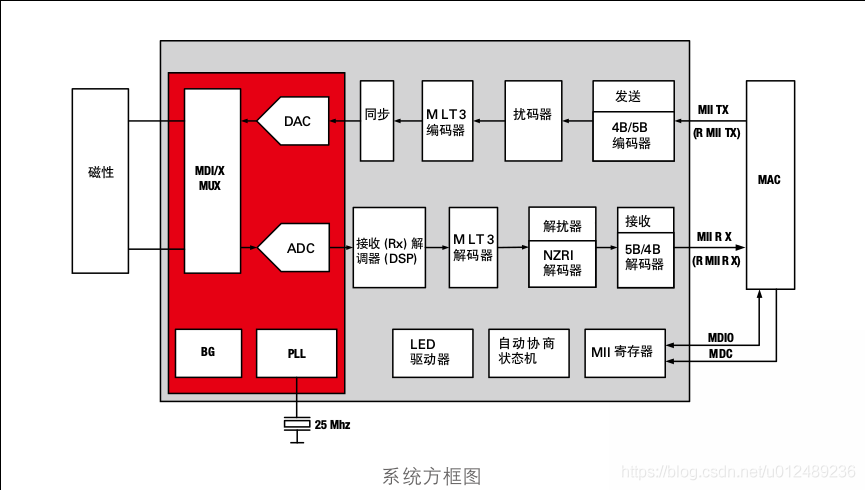 发送
4B/5B
编码器
扰码器
M LT3
编码器
同步
DAC
MDI/X
MUX
磁性
MII TX
(R MII TX)
MAC
ADC
接收 (Rx) 解
调器 (DSP)
M LT3
解码器
解扰器
NZRI
解码器
接收
5B/4B
解码器
MII R X
(R MII R X)
BG
PLL
LED
驱动器
自动协商
状态机
MII 寄存器
MDIO
MDC
25 Mhz
系统方框图
https://blog.csdn.net/u012489236